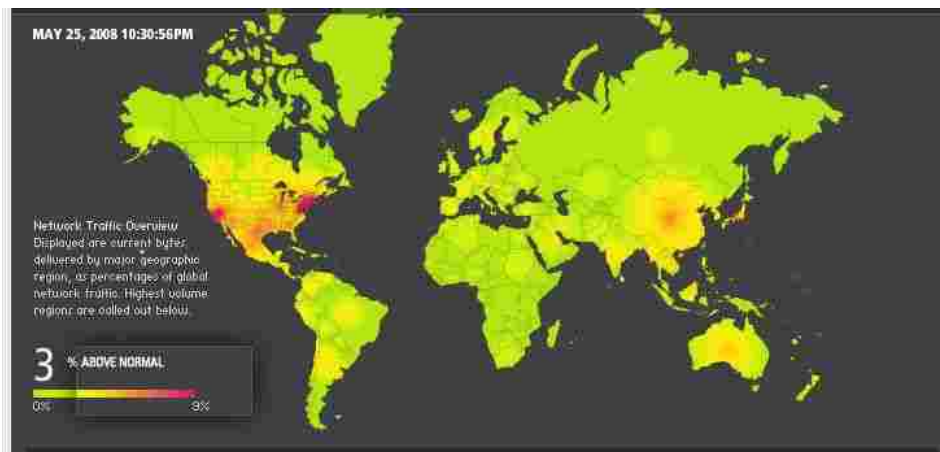 MAY 25, 2008 10:30:56PM
Network Traffic Overview
Displayed are current bytes
delivered by major geographic
region, as percentages of global
network traffic. Highest volume
regions are called out below.
3 % ABOVE NORMAL
0% 9%